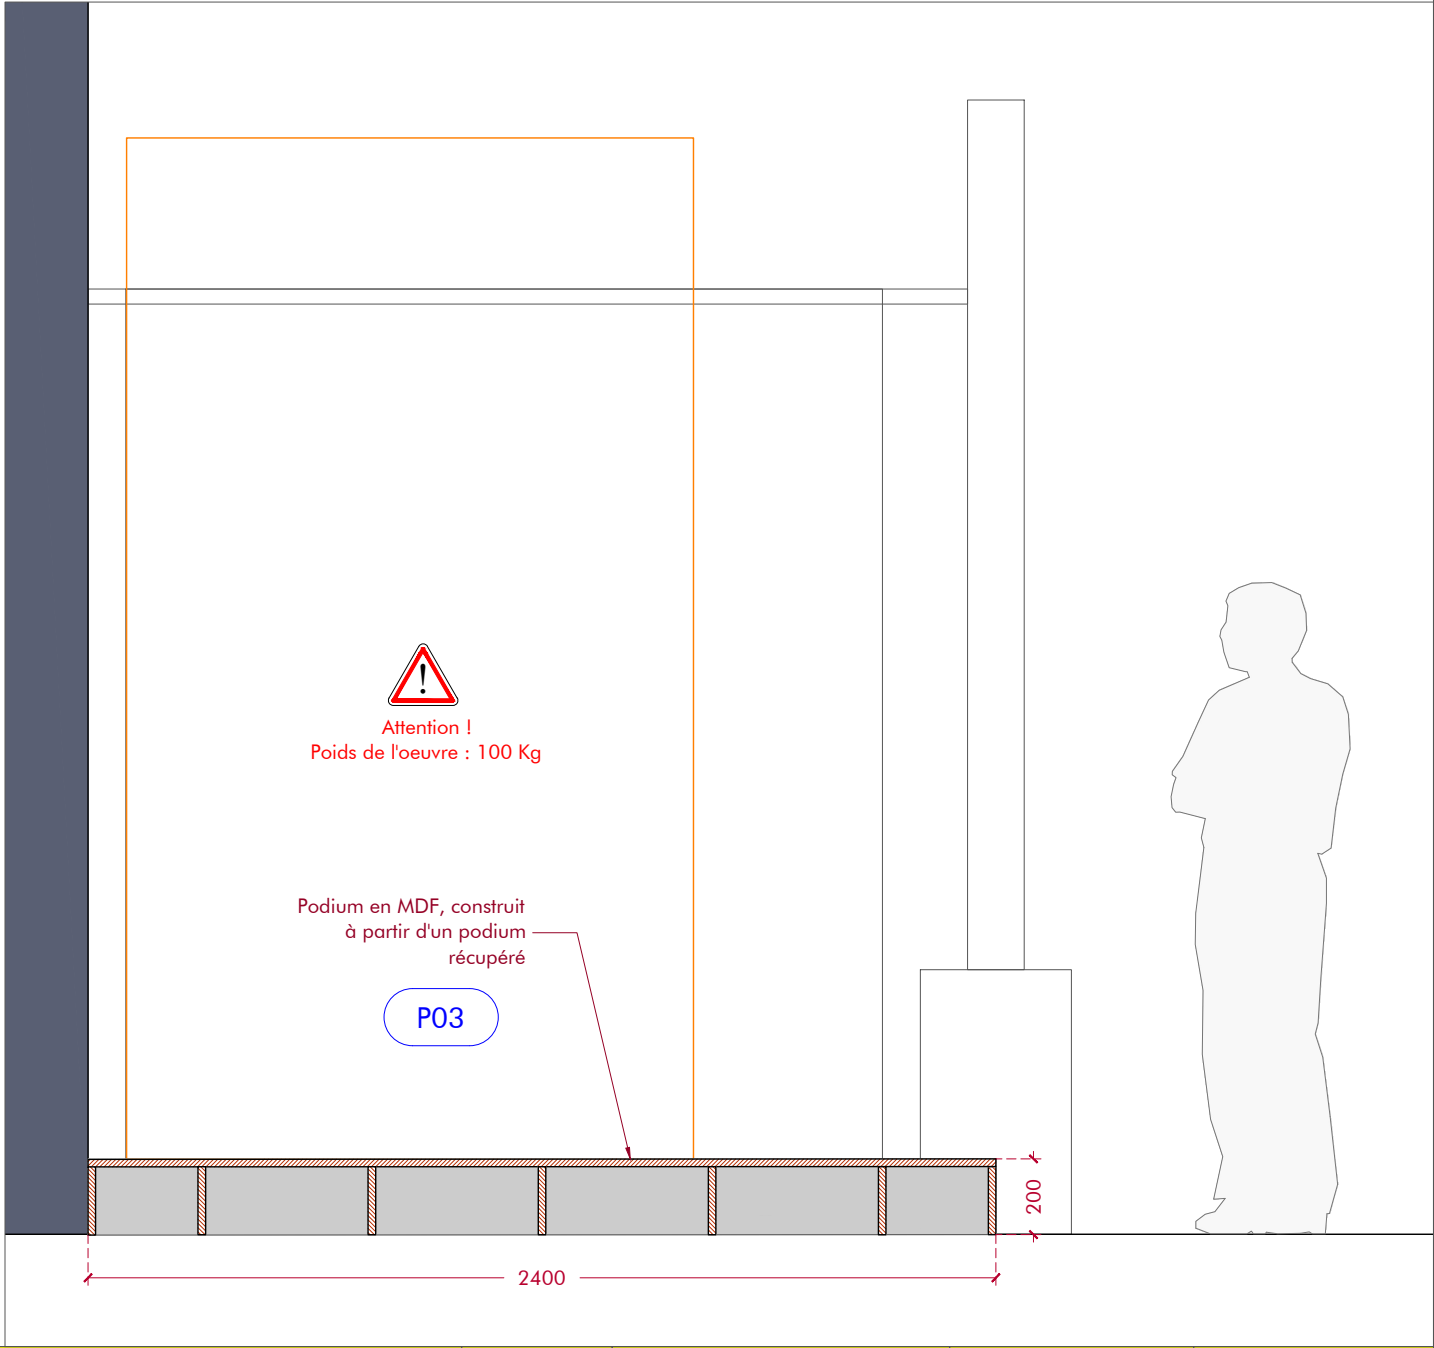 !
Attention !
Poids de l'oeuvre : 100 Kg
Podium en MDF, construit
à partir d'un podium
récupéré
P03
200
2400